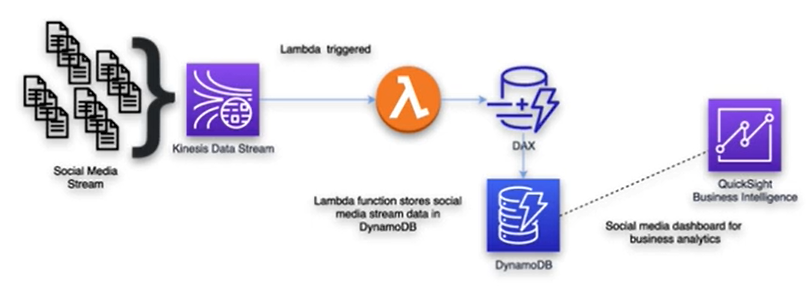 Lambda triggered
Social Media
Stream
Kinesis Data Stream
DAX
Lambda function stores social
media stream data in
DynamoDB
DynamoDB
QuickSight
Business Intelligence
Social media dashboard for
business analytics